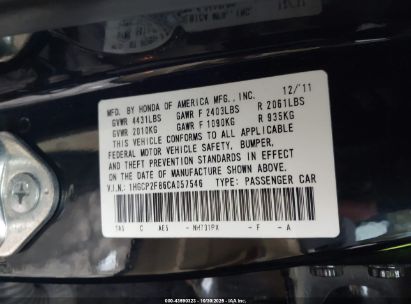 12/11
MFD. BY HONDA OF AMERICA MFG., INC.
GVWR 4431LBS GAWR F 2403LBS R 2061LBS
GVWR 2010KG GAWR F 1090KG R 935KG
THIS VEHICLE CONFORMS TO ALL APPLICABLE
FEDERAL MOTOR VEHICLE SAFETY, BUMPER,
AND THEFT PREVENTION STANDARDS IN EFFECT
ON THE DATE OF MANUFACTURE SHOWN ABOVE.
V.I.N.: 1HGCP2F86CA057546 TYPE: PASSENGER CAR
C AE5 - NH731PX - F - A